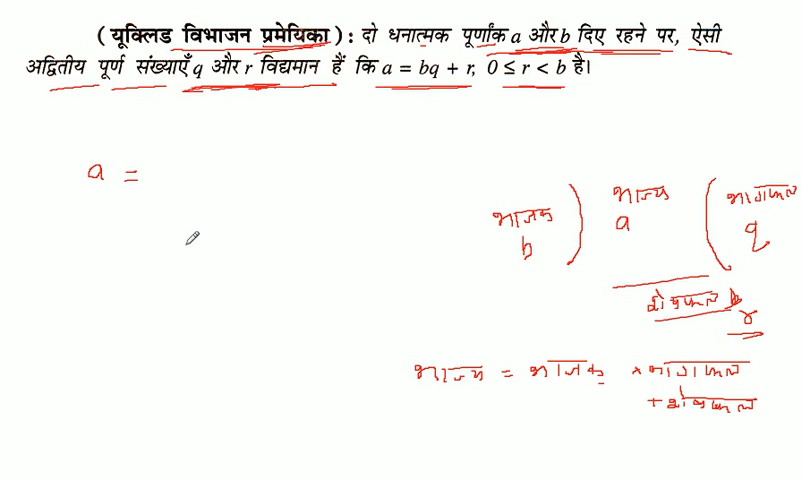 ( यूक्लिड विभाजन प्रमेयिका ) : दो धनात्मक पूर्णांक a और b दिए रहने पर, ऐसी
अद्वितीय पूर्ण संख्याएँ q और r विद्यमान हैं कि a = bq + r, 0 ≤ r < b है।
a =
भाजक ) भाज्य ( भागफल
b a q
शेषफल
r
भाज्य = भाजक × भागफल
+ शेषफल